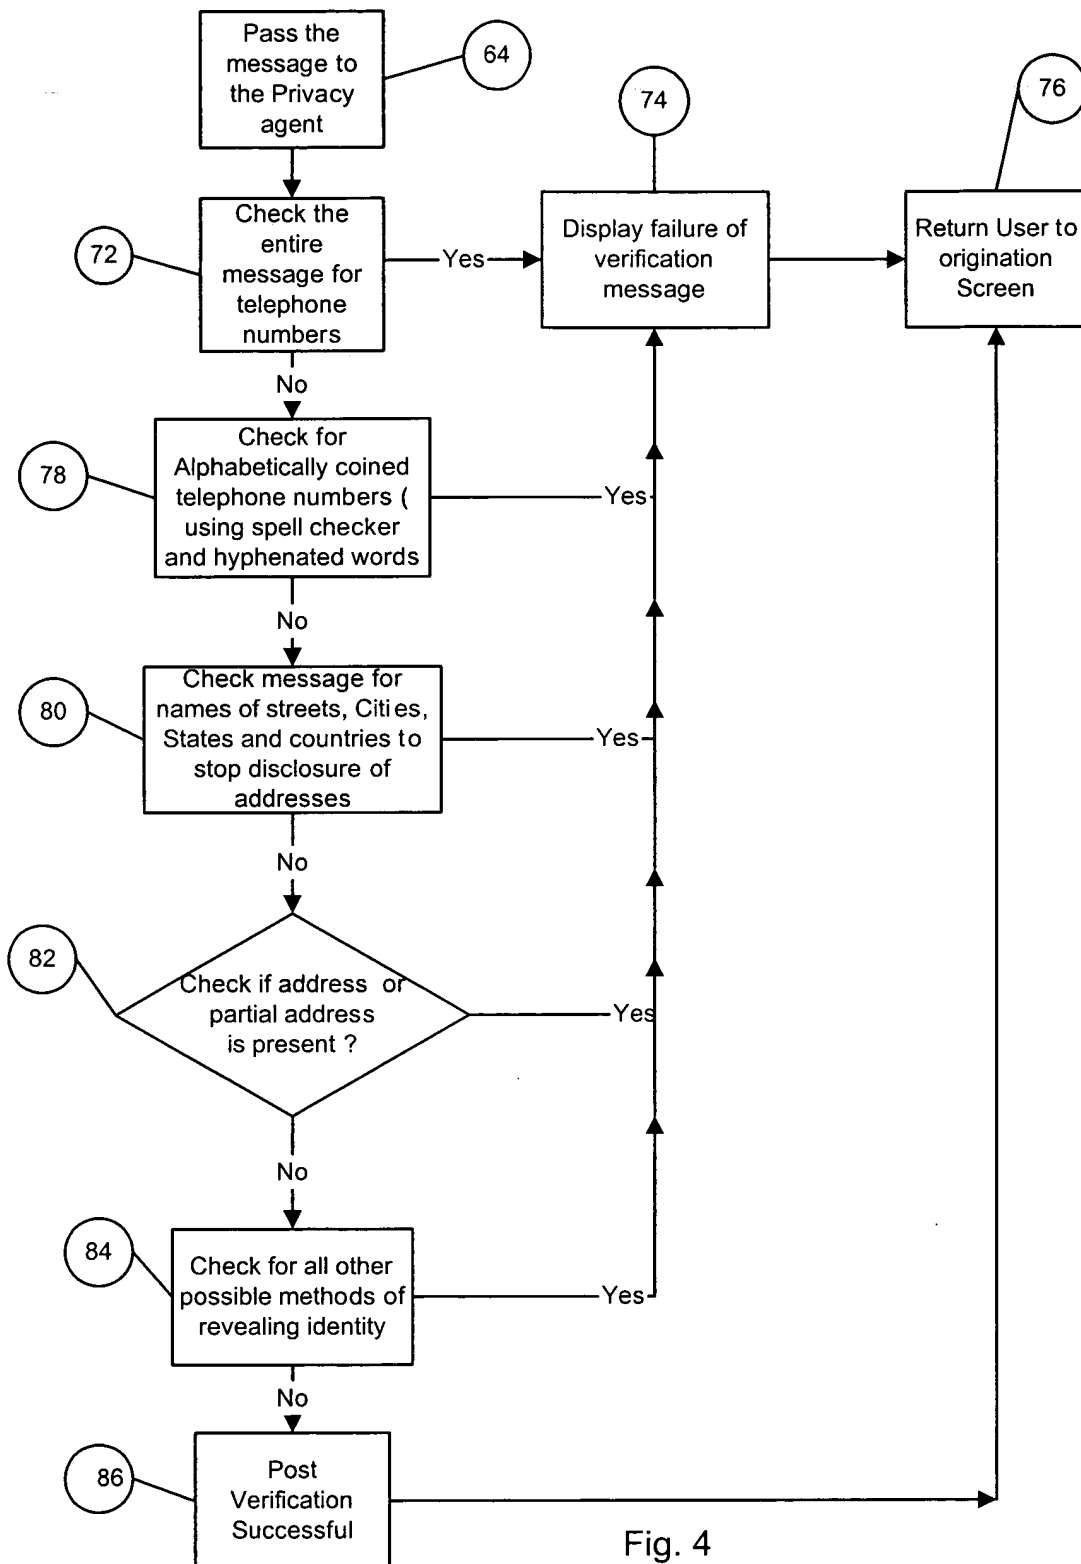 Pass the
message to
the Privacy
agent
64
74
76
Check the
entire
message for
telephone
numbers
72
Yes
Display failure of
verification
message
Return User to
origination
Screen
No
Check for
Alphabetically coined
telephone numbers (
using spell checker
and hyphenated words
78
Yes
No
Check message for
names of streets, Cities,
States and countries to
stop disclosure of
addresses
80
Yes
No
82
Check if address or
partial address
is present ?
Yes
No
84
Check for all other
possible methods of
revealing identity
Yes
No
86
Post
Verification
Successful
Fig. 4